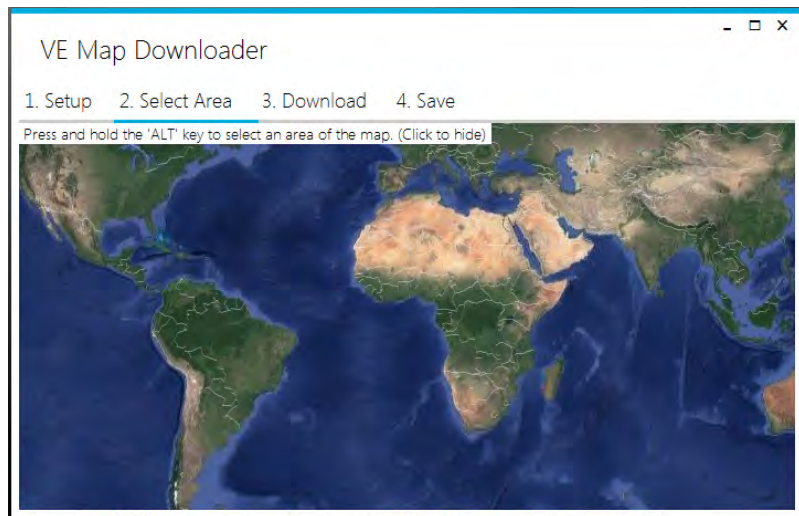 VE Map Downloader
1. Setup 2. Select Area 3. Download 4. Save
Press and hold the 'ALT' key to select an area of the map. (Click to hide)